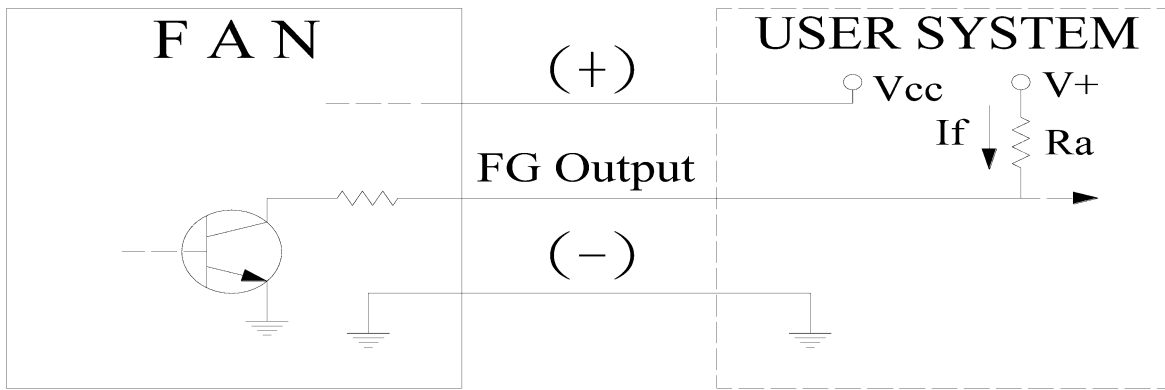 F A N
USER SYSTEM
(+)
Vcc
V+
If
Ra
FG Output
(−)